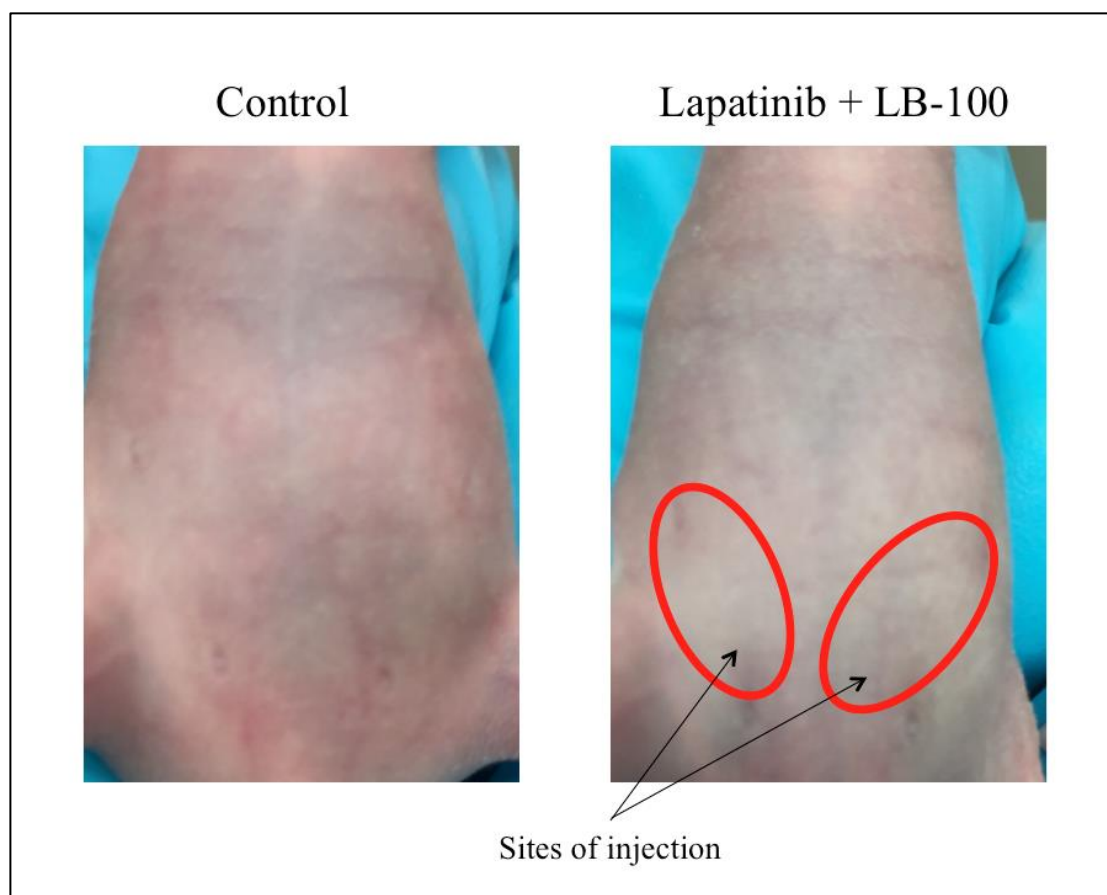 Control
Lapatinib + LB-100
Sites of injection